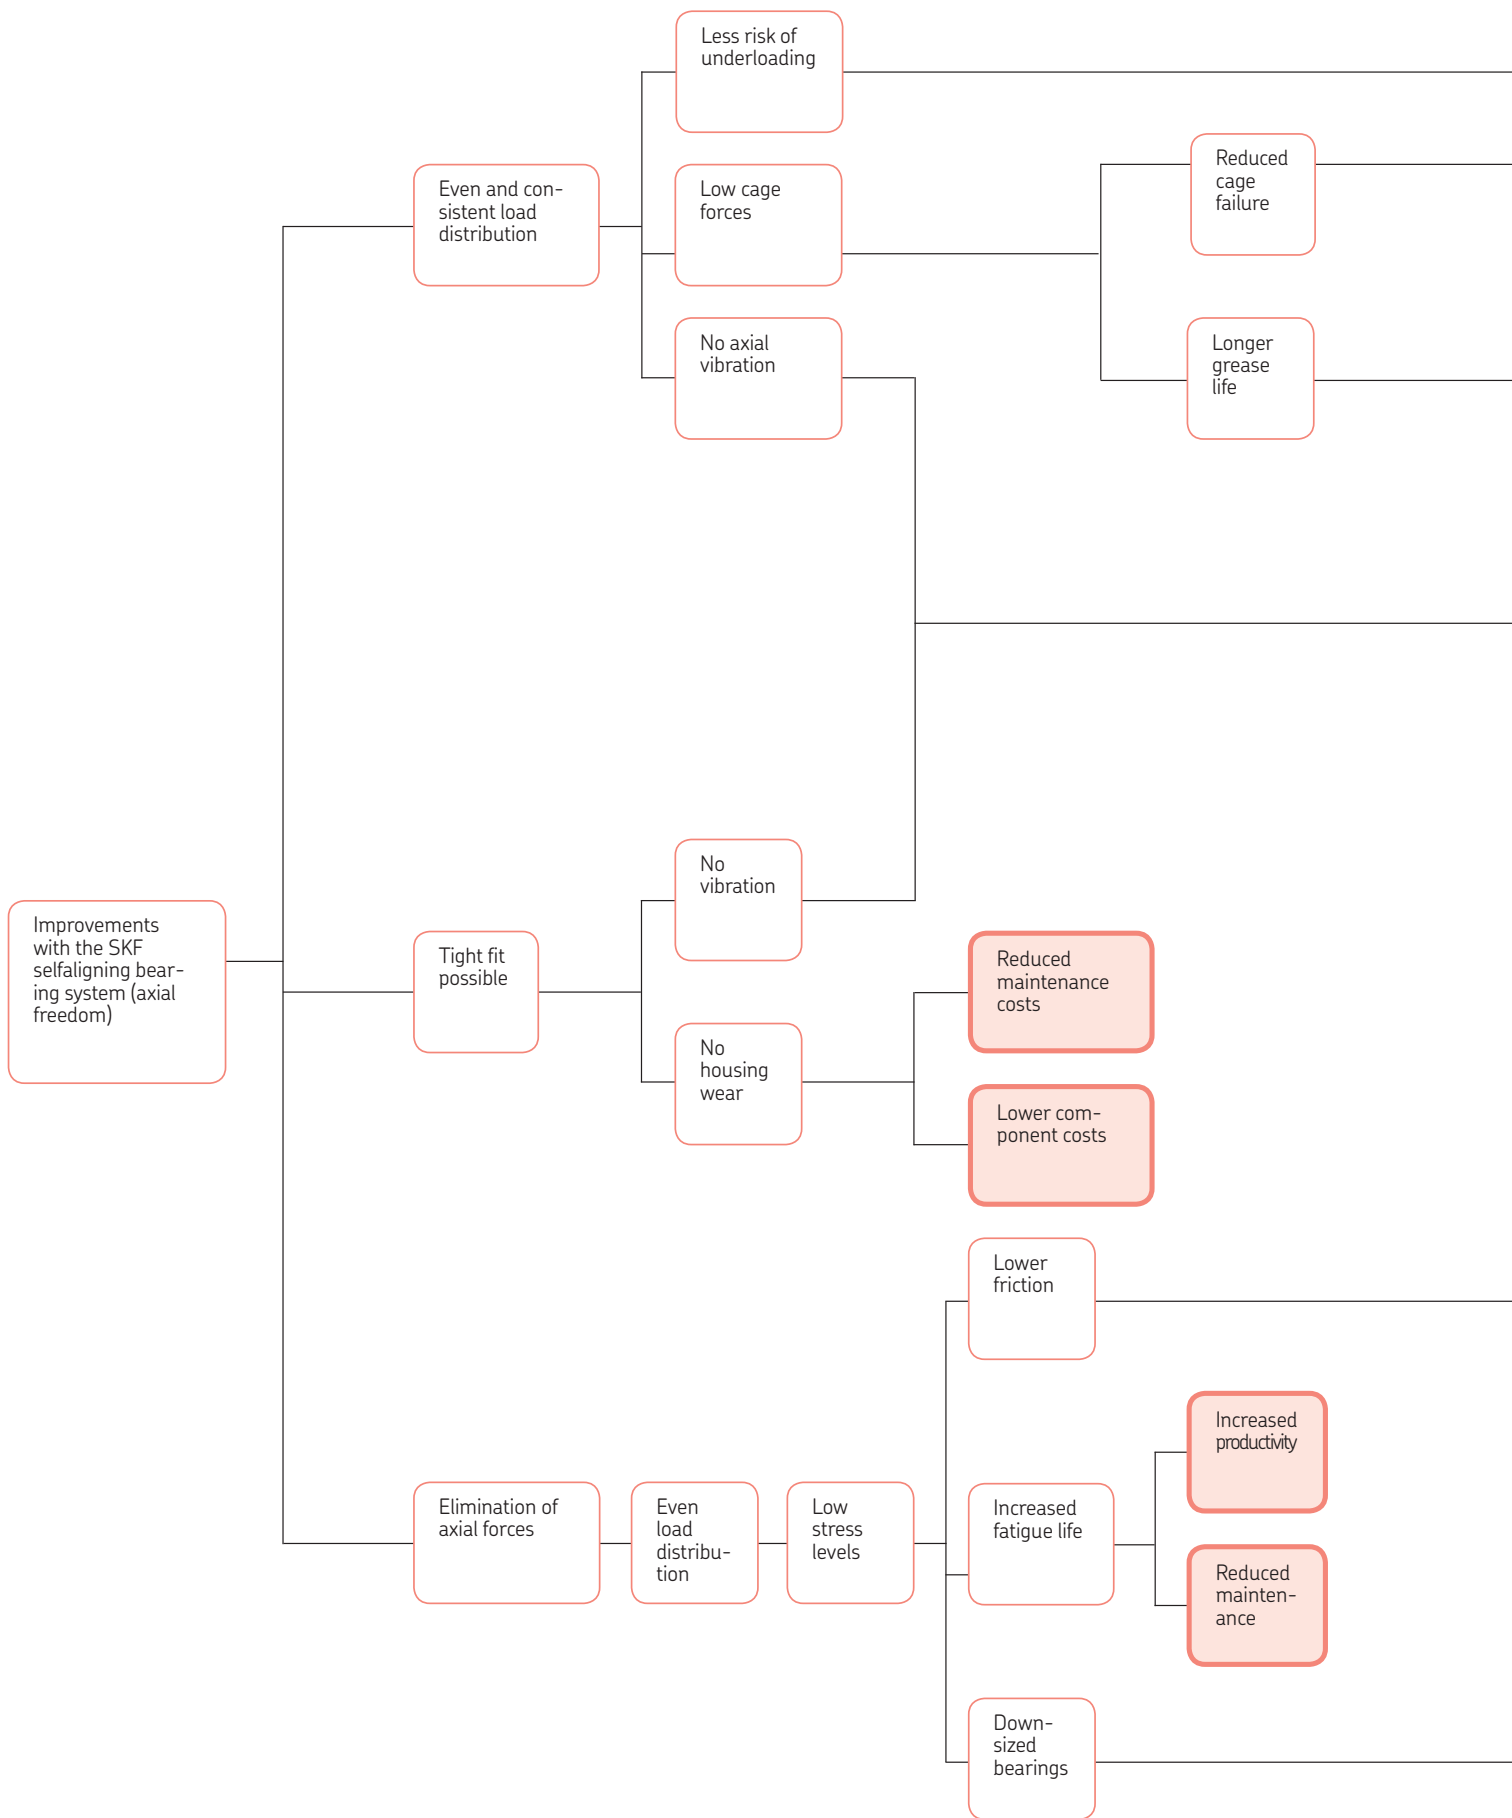 Less risk of
underloading
Even and con-
sistent load
distribution
Low cage
forces
Reduced
cage
failure
No axial
vibration
Longer
grease
life
Improvements
with the SKF
selfaligning bear-
ing system (axial
freedom)
Tight fit
possible
No
vibration
No
housing
wear
Reduced
maintenance
costs
Lower com-
ponent costs
Elimination of
axial forces
Even
load
distribu-
tion
Low
stress
levels
Lower
friction
Increased
fatigue life
Increased
productivity
Reduced
mainten-
ance
Down-
sized
bearings